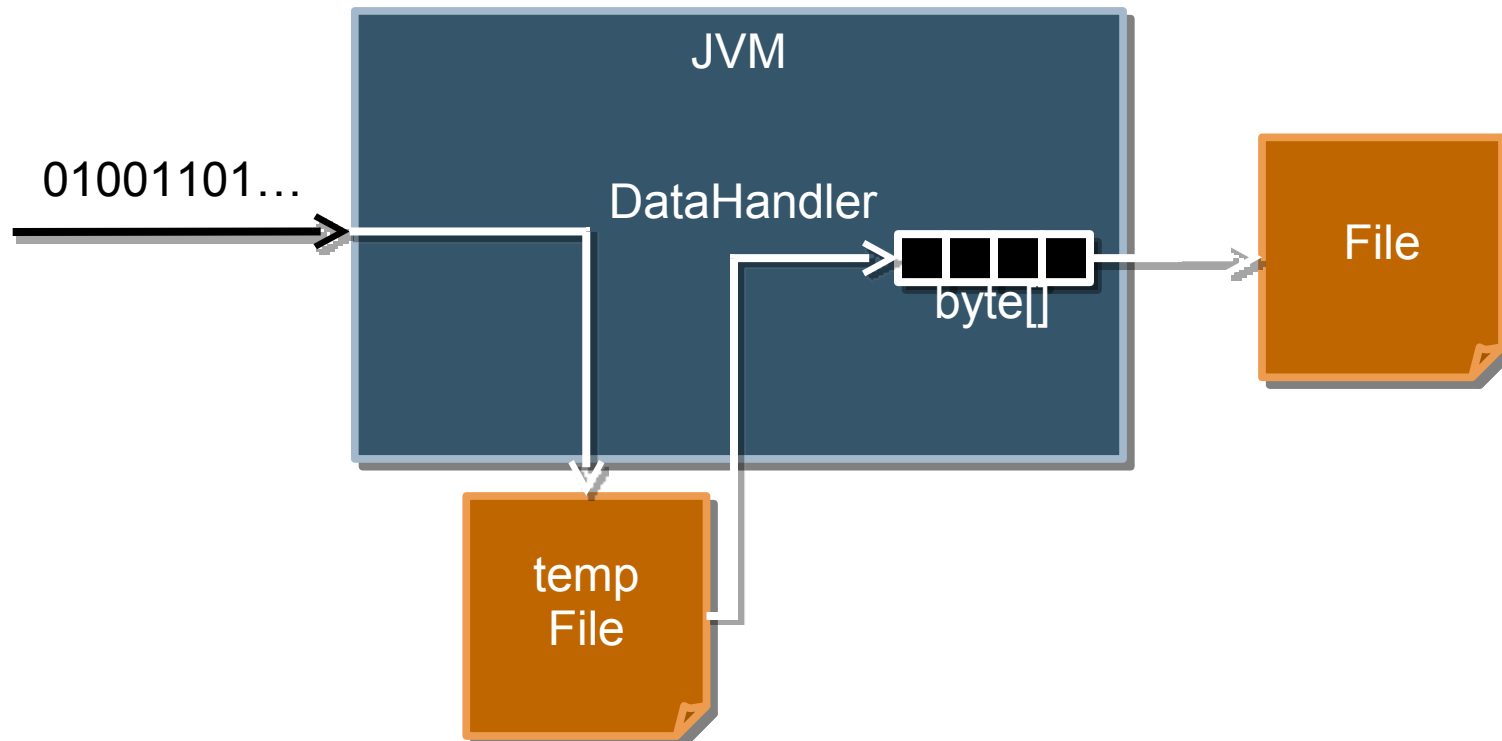 JVM
01001101…
DataHandler
byte[]
File
temp
File